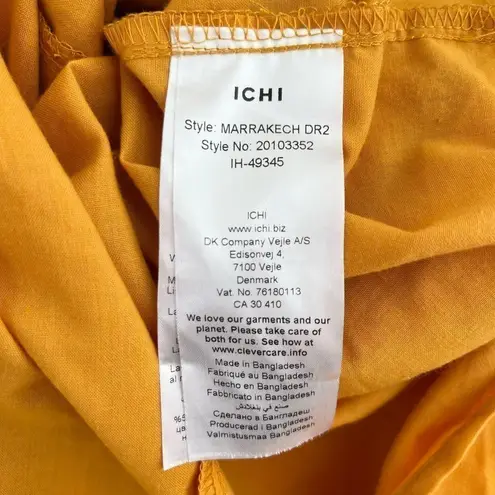 ICHI
Style: MARRAKECH DR2
Style No: 20103352
IH-49345
ICHI
www.ichi.biz
DK Company Vejle A/S
Edisonvej 4,
7100 Vejle
Denmark
Vat. No. 76180113
CA 30 410
We love our garments and our
planet. Please take care of
both for us. See how at
www.clevercare.info
Made in Bangladesh
Fabriqué au Bangladesh
Hecho en Bangladesh
Fabbricato in Bangladesh
صنع في بنغلادش
Сделано в Бангладеш
Producerad i Bangladesh
Valmistusmaa Bangladesh